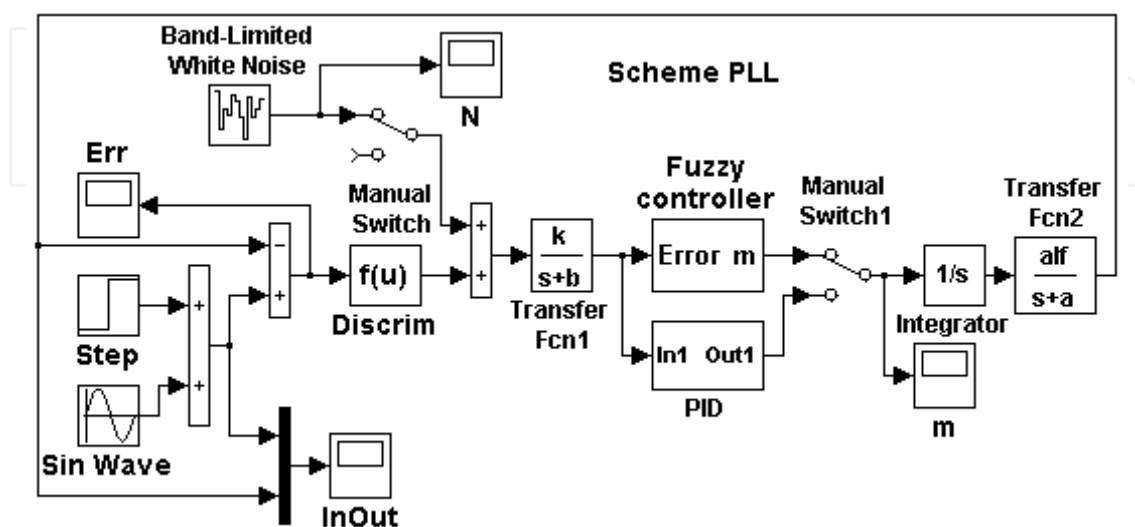 Band-Limited
White Noise
N
Scheme PLL
Err
Manual
Switch
Fuzzy
controller
Manual
Switch1
Transfer
Fcn2
−
+
Step
+
+
f(u)
Discrim
+
+
k
s+b
Transfer
Fcn1
Error m
1/s
Integrator
alf
s+a
In1 Out1
PID
m
Sin Wave
InOut